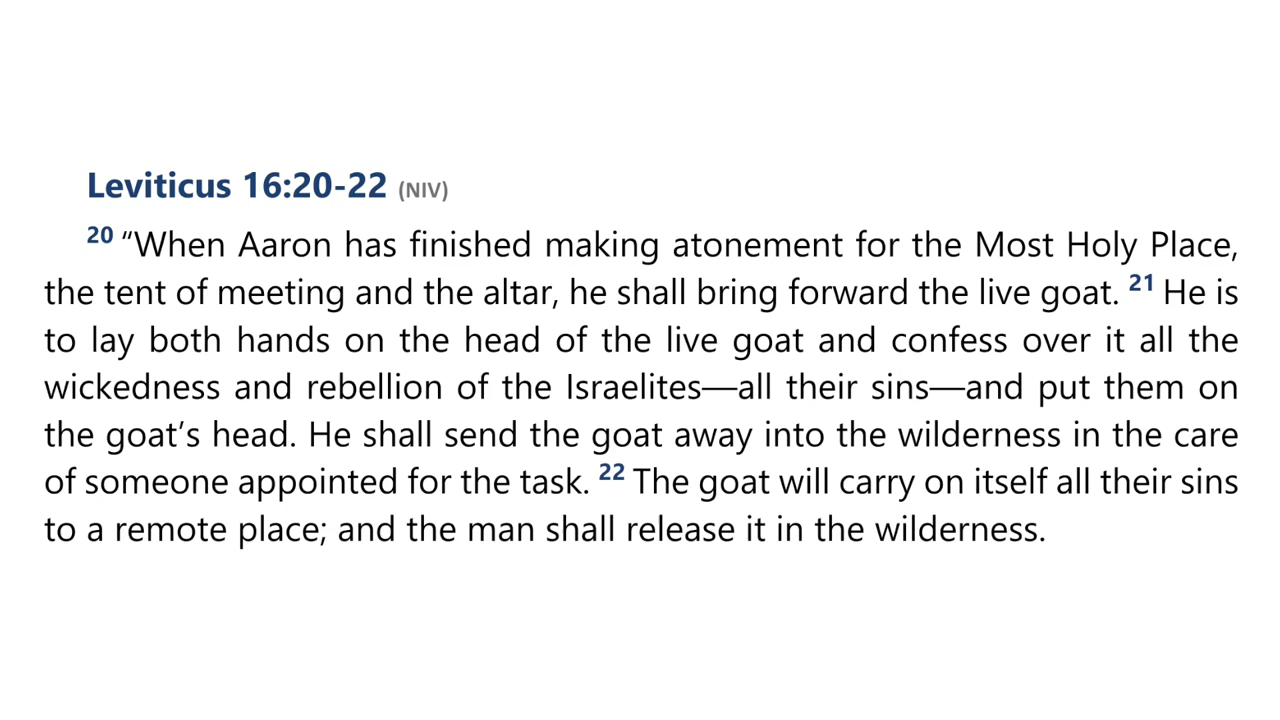 Leviticus 16:20-22 (NIV)
20 “When Aaron has finished making atonement for the Most Holy Place,
the tent of meeting and the altar, he shall bring forward the live goat. 21 He is
to lay both hands on the head of the live goat and confess over it all the
wickedness and rebellion of the Israelites—all their sins—and put them on
the goat’s head. He shall send the goat away into the wilderness in the care
of someone appointed for the task. 22 The goat will carry on itself all their sins
to a remote place; and the man shall release it in the wilderness.